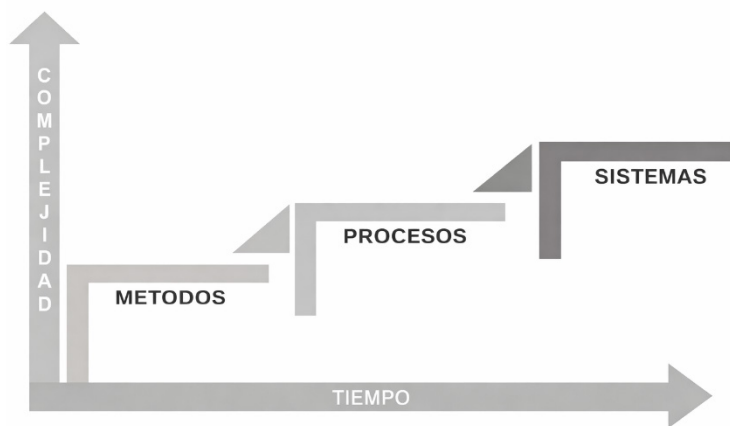 COMPLEJIDAD
SISTEMAS
PROCESOS
METODOS
TIEMPO